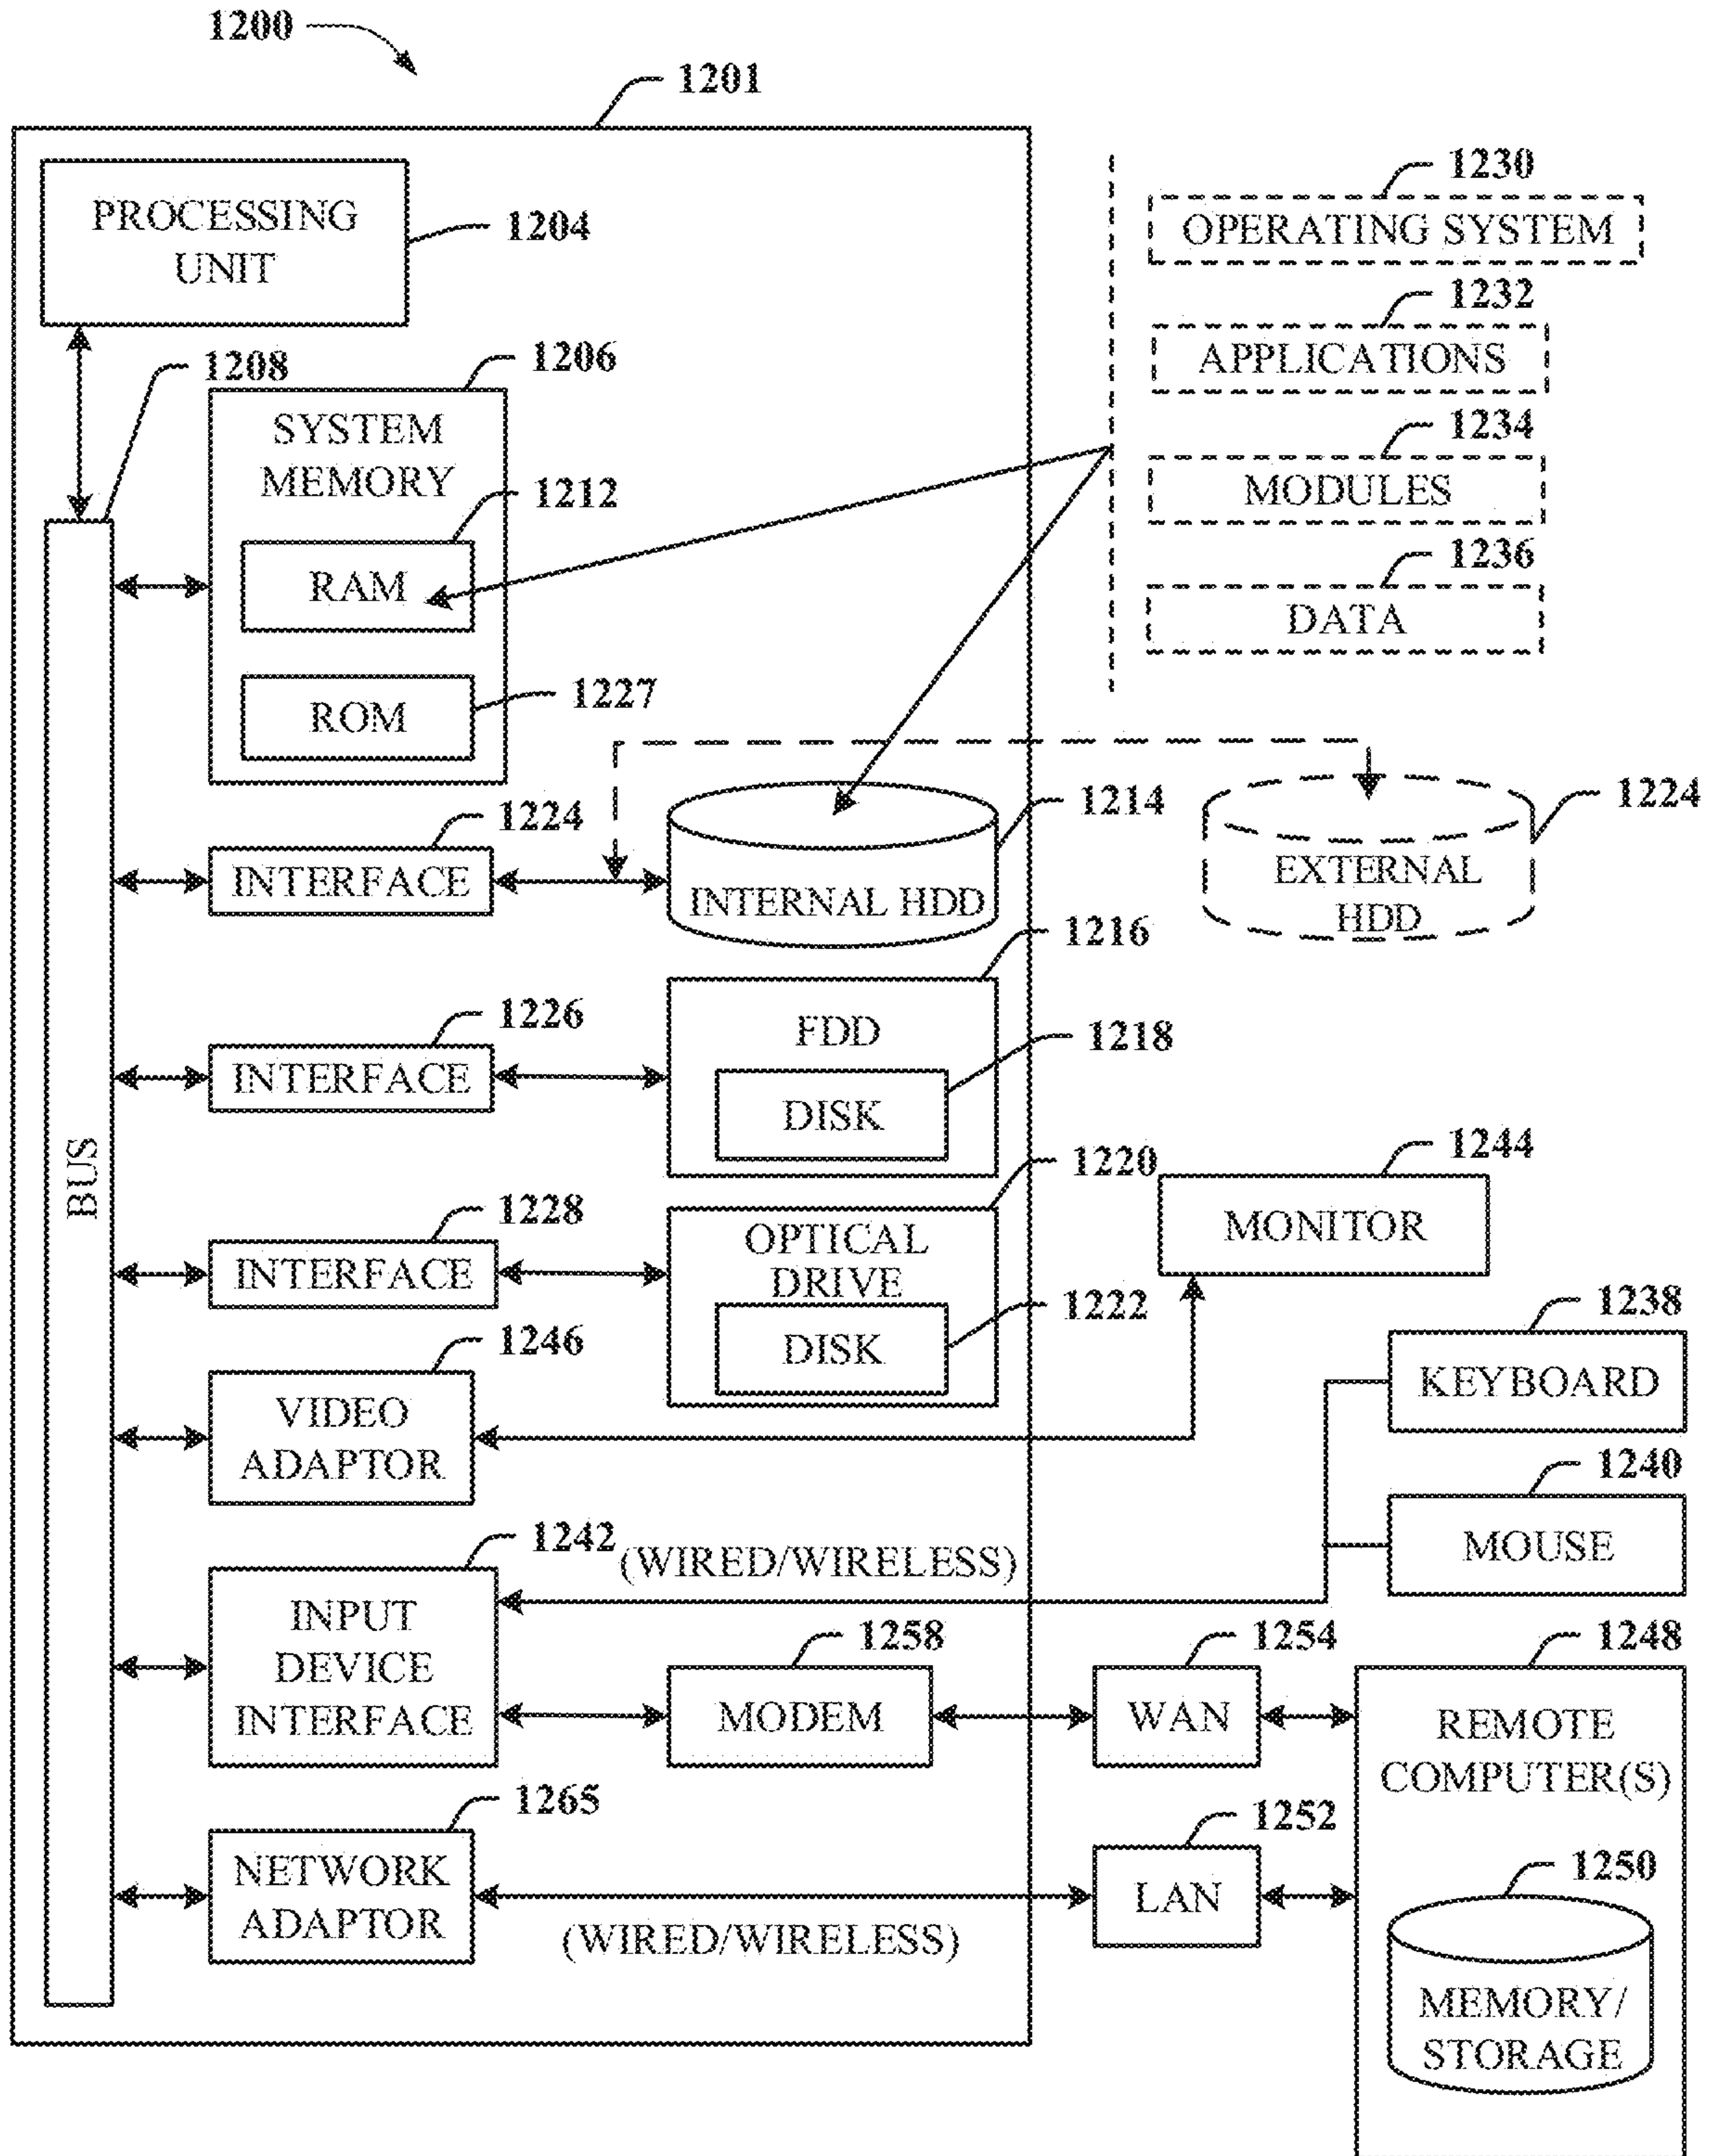 1200
1201
PROCESSING
UNIT
1204
1230
OPERATING SYSTEM
1232
APPLICATIONS
1234
MODULES
1236
DATA
1208
1206
SYSTEM
MEMORY
1212
RAM
1227
ROM
1224
INTERFACE
1214
INTERNAL HDD
1224
EXTERNAL
HDD
1216
1226
INTERFACE
FDD
1218
DISK
BUS
1220
1228
INTERFACE
OPTICAL
DRIVE
1222
DISK
1244
MONITOR
1238
KEYBOARD
1246
VIDEO
ADAPTOR
1240
MOUSE
1242
(WIRED/WIRELESS)
INPUT
DEVICE
INTERFACE
1258
MODEM
1254
WAN
1248
REMOTE
COMPUTER(S)
1265
NETWORK
ADAPTOR
(WIRED/WIRELESS)
1252
LAN
1250
MEMORY/
STORAGE